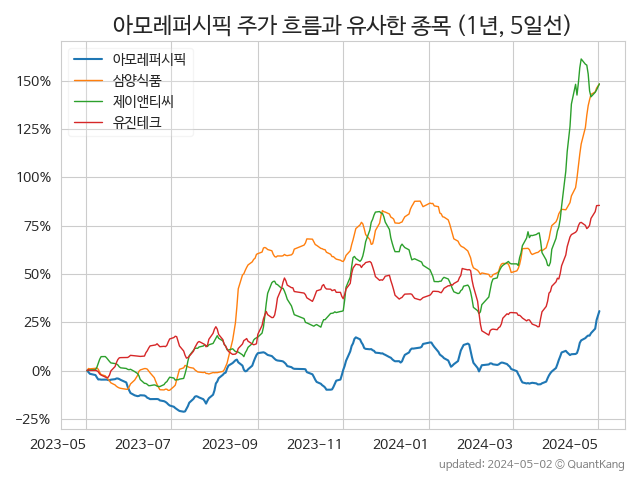 아모레퍼시픽 주가 흐름과 유사한 종목 (1년, 5일선)
아모레퍼시픽
삼양식품
제이앤티씨
유진테크
150%
125%
100%
75%
50%
25%
0%
−25%
2023-05 2023-07 2023-09 2023-11 2024-01 2024-03 2024-05
updated: 2024-05-02 © QuantKang